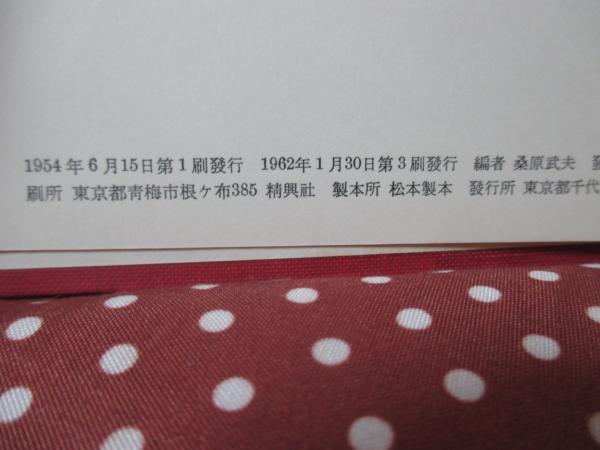 1954年6月15日第1刷發行 1962年1月30日第3刷發行 編者 桑原武夫 發
刷所 東京都靑梅市根ケ布385 精興社 製本所 松本製本 發行所 東京都千代